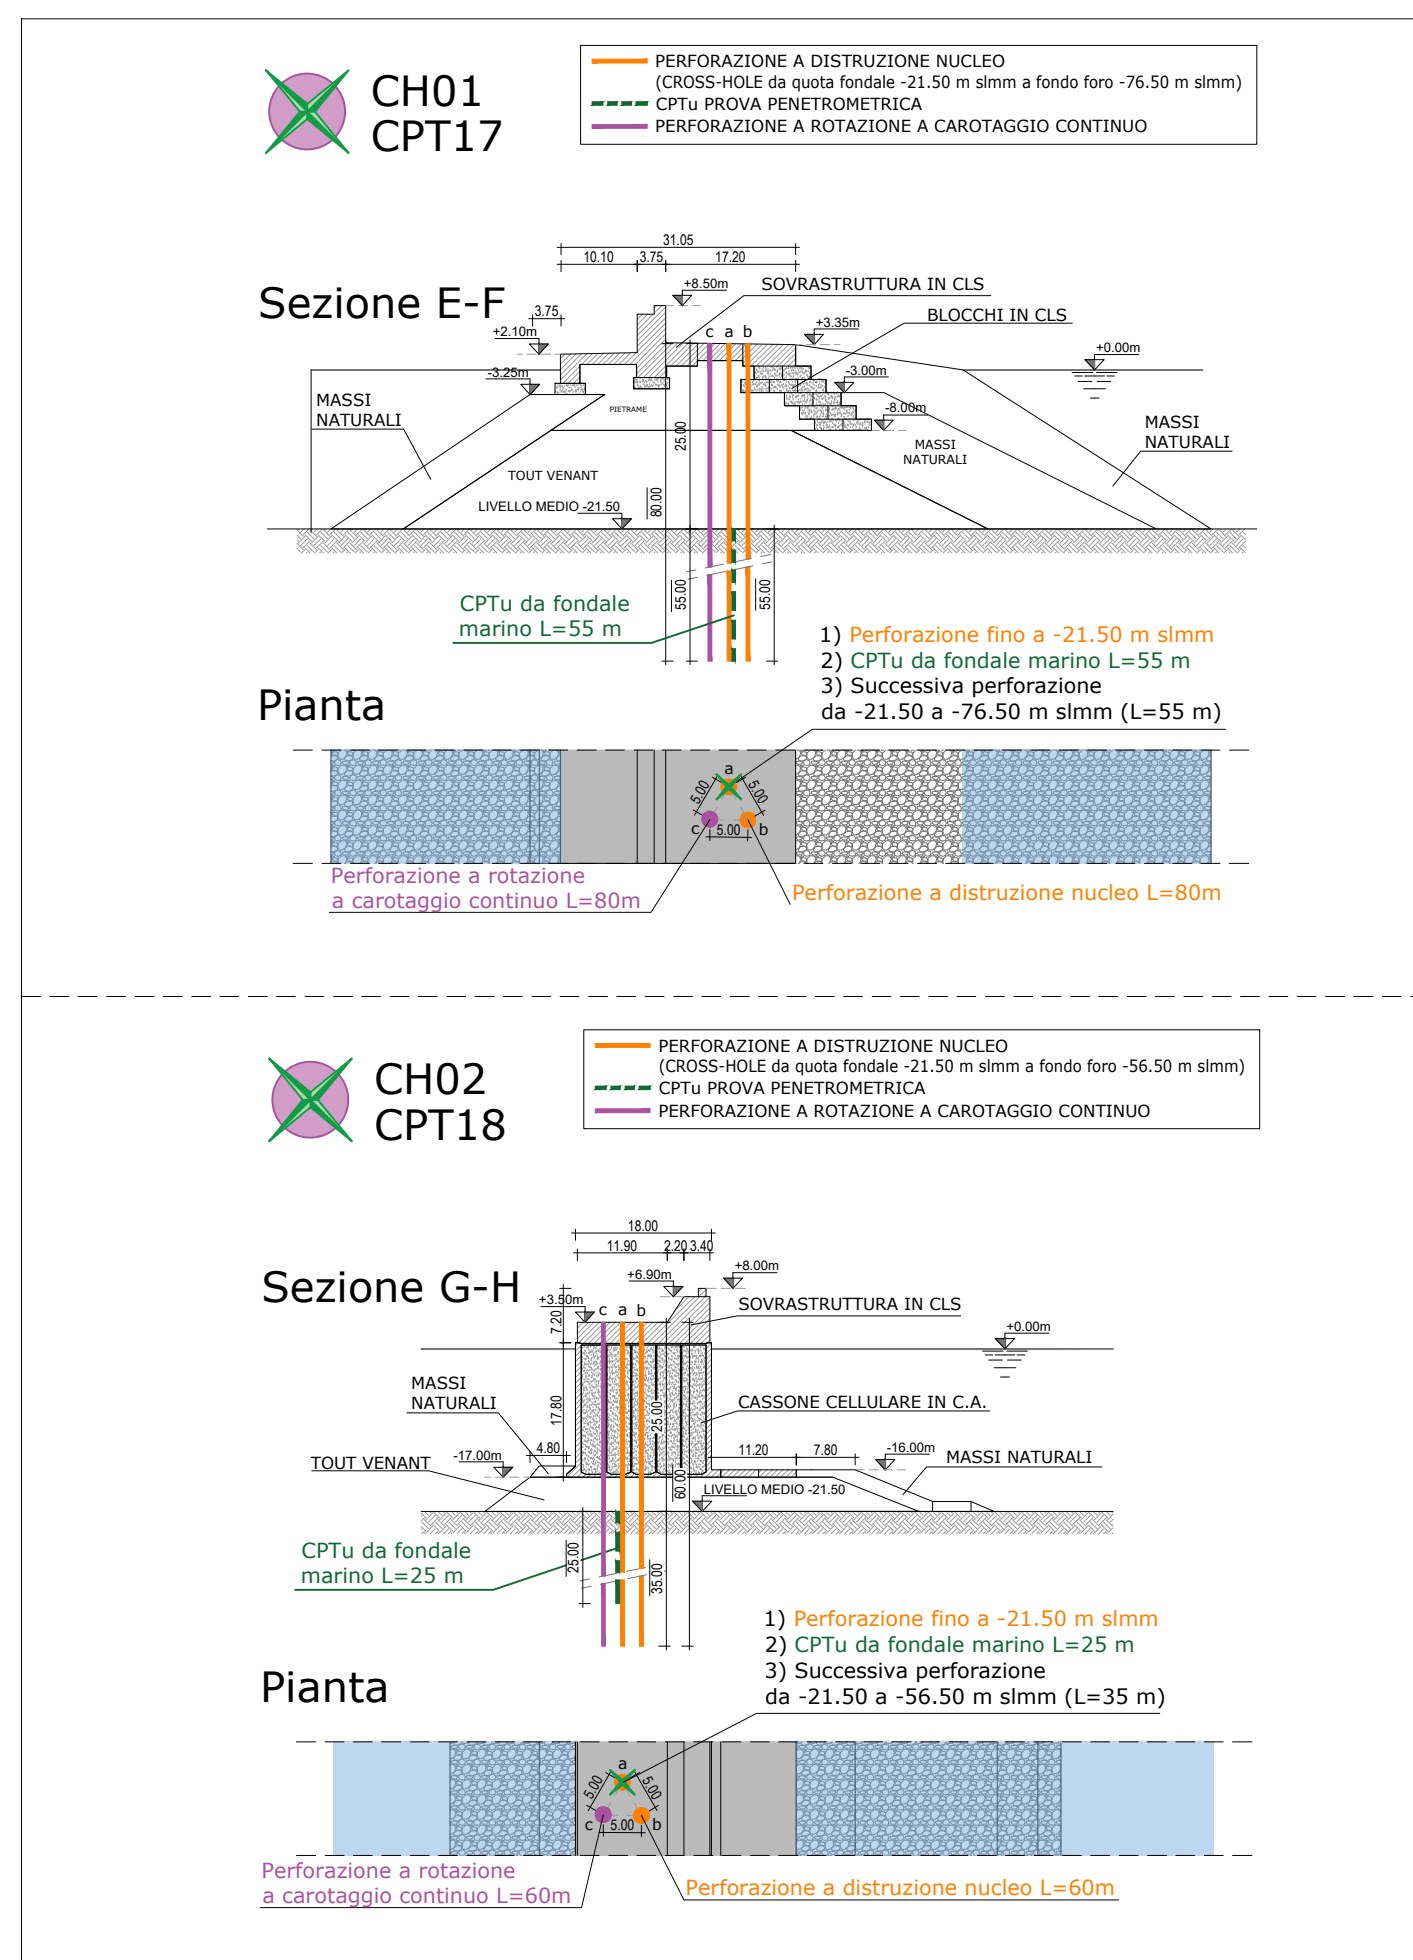 CH01
CPT17
PERFORAZIONE A DISTRUZIONE NUCLEO
(CROSS-HOLE da quota fondale -21.50 m slmm a fondo foro -76.50 m slmm)
CPTu PROVA PENETROMETRICA
PERFORAZIONE A ROTAZIONE A CAROTAGGIO CONTINUO
31.05
10.10 3.75 17.20
Sezione E-F
+8.50m
SOVRASTRUTTURA IN CLS
3.75
BLOCCHI IN CLS
+2.10m
c a b
+3.35m
+0.00m
-3.25m
-3.00m
MASSI
NATURALI
PIETRAME
-8.00m
MASSI
NATURALI
25.00
MASSI
NATURALI
TOUT VENANT
80.00
LIVELLO MEDIO -21.50
55.00
55.00
CPTu da fondale
marino L=55 m
1) Perforazione fino a -21.50 m slmm
2) CPTu da fondale marino L=55 m
3) Successiva perforazione
da -21.50 a -76.50 m slmm (L=55 m)
Pianta
a
5.00
5.00
c 5.00 b
Perforazione a rotazione
a carotaggio continuo L=80m
Perforazione a distruzione nucleo L=80m
CH02
CPT18
PERFORAZIONE A DISTRUZIONE NUCLEO
(CROSS-HOLE da quota fondale -21.50 m slmm a fondo foro -56.50 m slmm)
CPTu PROVA PENETROMETRICA
PERFORAZIONE A ROTAZIONE A CAROTAGGIO CONTINUO
18.00
11.90 2.20 3.40
Sezione G-H
+8.00m
+6.90m
+3.50m
SOVRASTRUTTURA IN CLS
c a b
7.20
+0.00m
MASSI
NATURALI
17.80
25.00
CASSONE CELLULARE IN C.A.
4.80
11.20 7.80
-16.00m
MASSI NATURALI
TOUT VENANT
-17.00m
60.00
LIVELLO MEDIO -21.50
CPTu da fondale
marino L=25 m
25.00
35.00
1) Perforazione fino a -21.50 m slmm
2) CPTu da fondale marino L=25 m
3) Successiva perforazione
da -21.50 a -56.50 m slmm (L=35 m)
Pianta
a
5.00
5.00
c 5.00 b
Perforazione a rotazione
a carotaggio continuo L=60m
Perforazione a distruzione nucleo L=60m